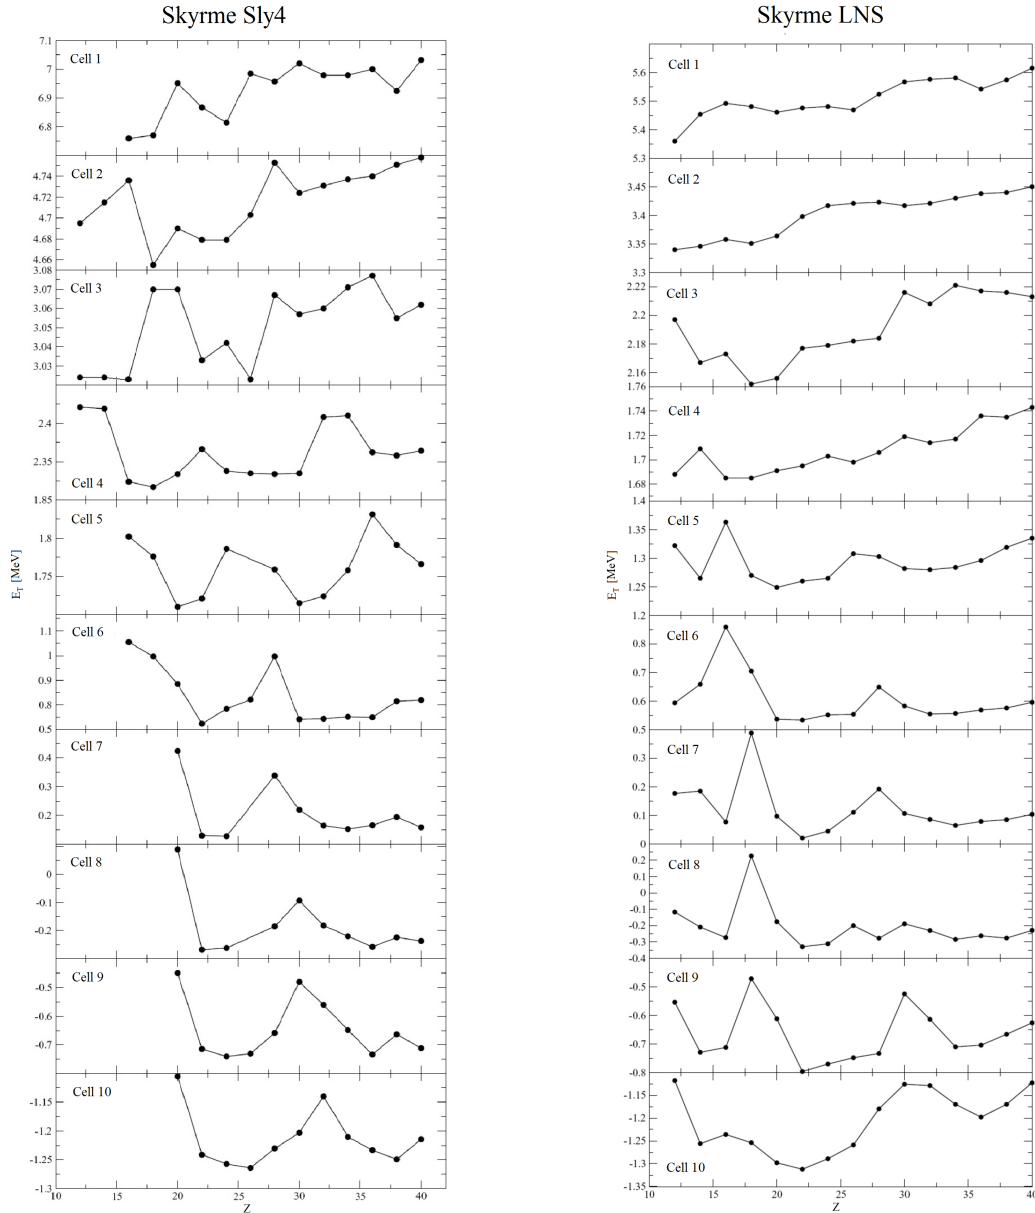 Skyrme Sly4
Skyrme LNS
Cell 1
7.1
7
6.9
6.8
Cell 2
4.74
4.72
4.7
4.68
4.66
3.08
Cell 3
3.07
3.06
3.05
3.04
3.03
2.4
2.35
Cell 4
1.85
Cell 5
1.8
1.75
Cell 6
1.1
1
0.9
0.8
0.5
Cell 7
0.4
0.3
0.2
Cell 8
0
-0.1
-0.2
Cell 9
-0.5
-0.7
Cell 10
-1.15
-1.2
-1.25
-1.3
10 15 20 25 30 35 40
Z
E_T [MeV]
Cell 1
5.6
5.5
5.4
5.3
Cell 2
3.45
3.4
3.35
3.3
Cell 3
2.22
2.2
2.18
2.16
1.76
Cell 4
1.74
1.72
1.7
1.68
1.4
Cell 5
1.35
1.3
1.25
1.2
Cell 6
0.8
0.7
0.6
0.5
Cell 7
0.3
0.2
0.1
0
Cell 8
0.2
0.1
0
-0.1
-0.2
-0.3
-0.4
Cell 9
-0.5
-0.6
-0.7
-0.8
-1.15
-1.2
-1.25
-1.3
Cell 10
-1.35
10 15 20 25 30 35 40
Z
E_T [MeV]